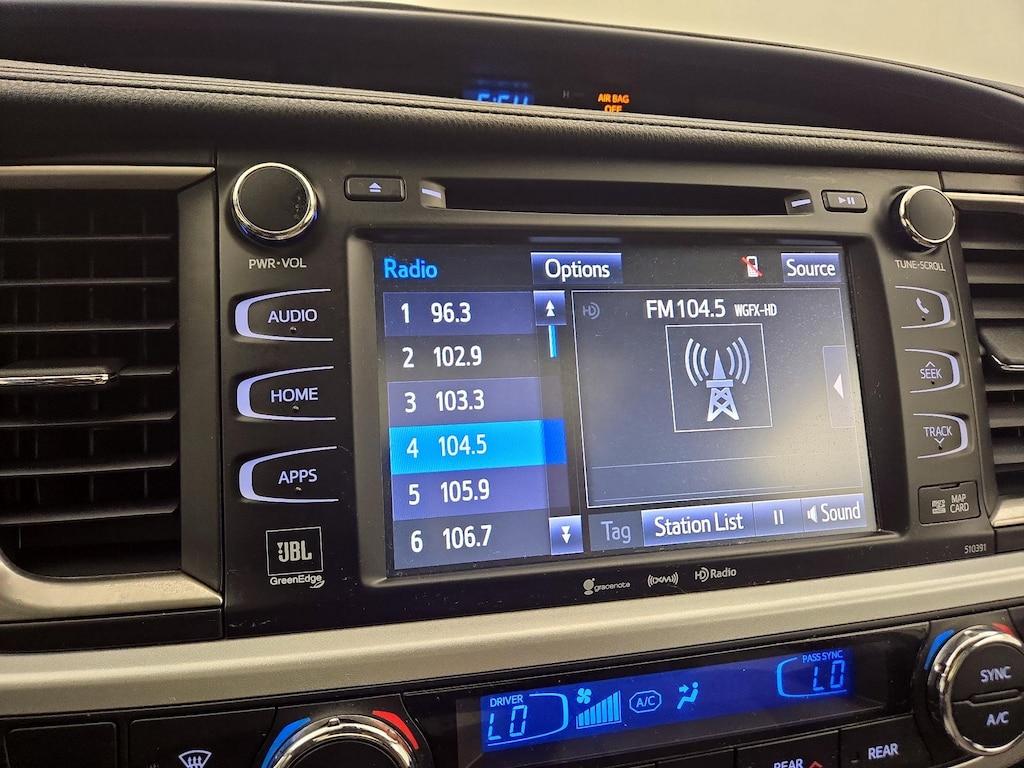 AIR BAG
OFF
PWR•VOL
TUNE•SCROLL
AUDIO
HOME
APPS
JBL
GreenEdge
Radio
Options
Source
1 96.3
2 102.9
3 103.3
4 104.5
5 105.9
6 106.7
HD
FM 104.5 WGFX-HD
Tag
Station List
Sound
SEEK
TRACK
MAP
CARD
510391
gracenote
((XM))
HD Radio
DRIVER
LO
A/C
PASS SYNC
LO
SYNC
A/C
REAR
REAR